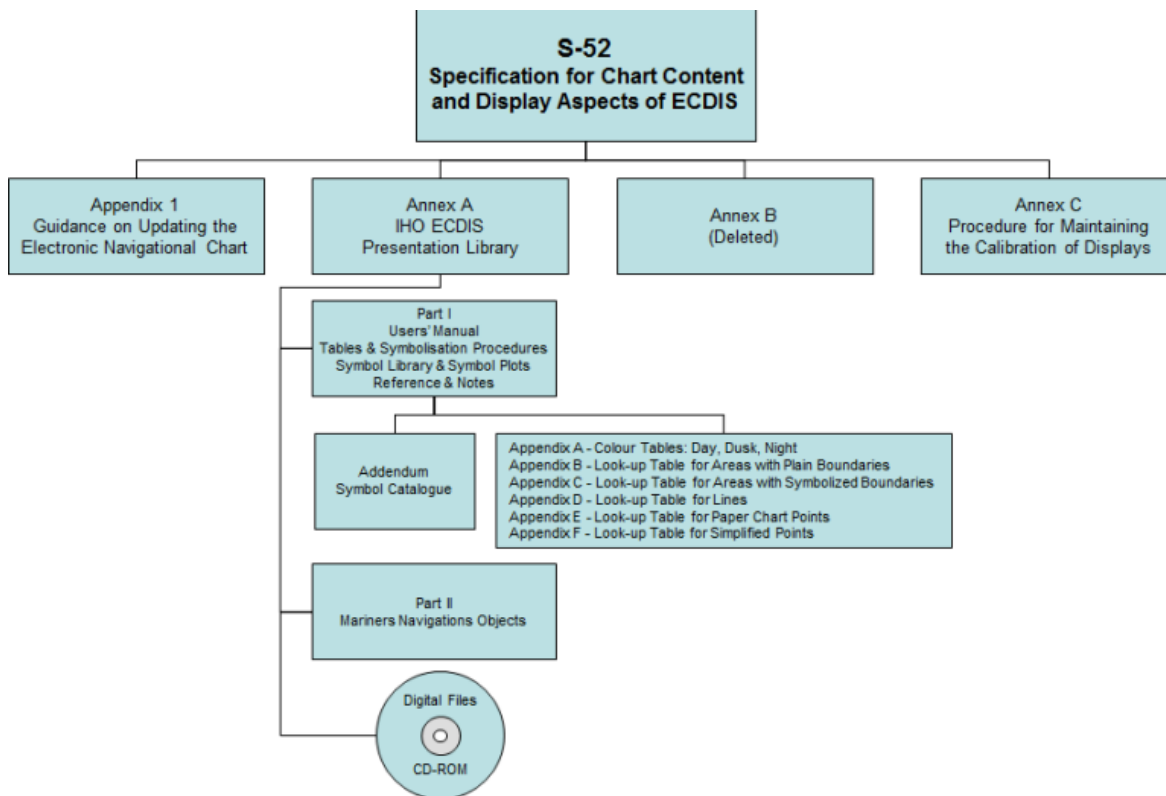 S-52
Specification for Chart Content
and Display Aspects of ECDIS
Appendix 1
Guidance on Updating the
Electronic Navigational Chart
Annex A
IHO ECDIS
Presentation Library
Annex B
(Deleted)
Annex C
Procedure for Maintaining
the Calibration of Displays
Part I
Users' Manual
Tables & Symbolisation Procedures
Symbol Library & Symbol Plots
Reference & Notes
Addendum
Symbol Catalogue
Appendix A - Colour Tables: Day, Dusk, Night
Appendix B - Look-up Table for Areas with Plain Boundaries
Appendix C - Look-up Table for Areas with Symbolized Boundaries
Appendix D - Look-up Table for Lines
Appendix E - Look-up Table for Paper Chart Points
Appendix F - Look-up Table for Simplified Points
Part II
Mariners Navigations Objects
Digital Files
CD-ROM